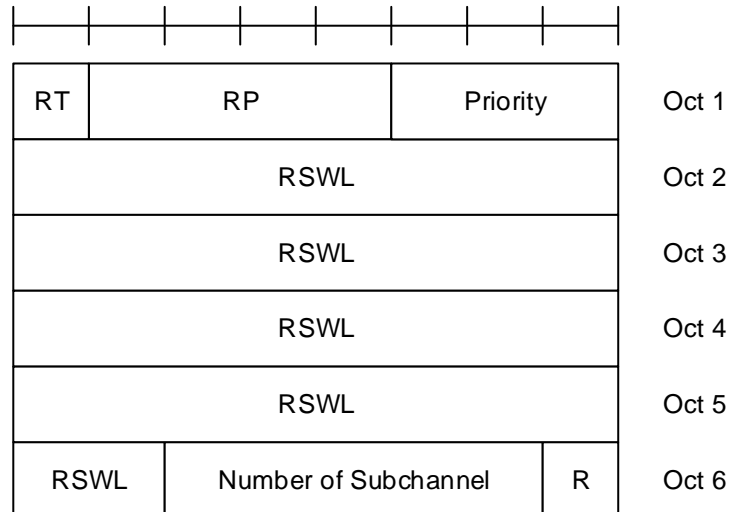 RT RP Priority Oct 1
RSWL Oct 2
RSWL Oct 3
RSWL Oct 4
RSWL Oct 5
RSWL Number of Subchannel R Oct 6